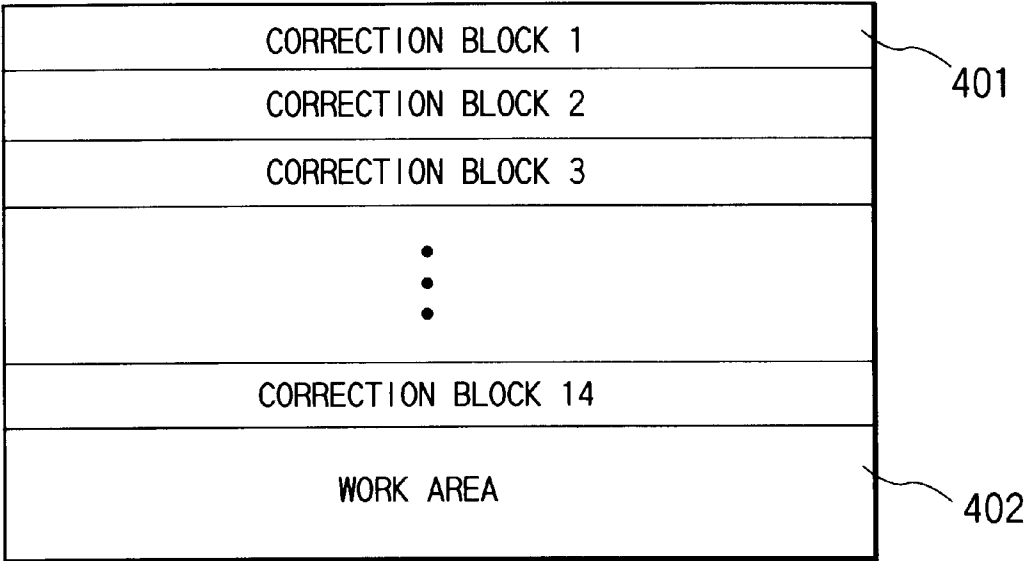 CORRECTION BLOCK 1
401
CORRECTION BLOCK 2
CORRECTION BLOCK 3
CORRECTION BLOCK 14
WORK AREA
402